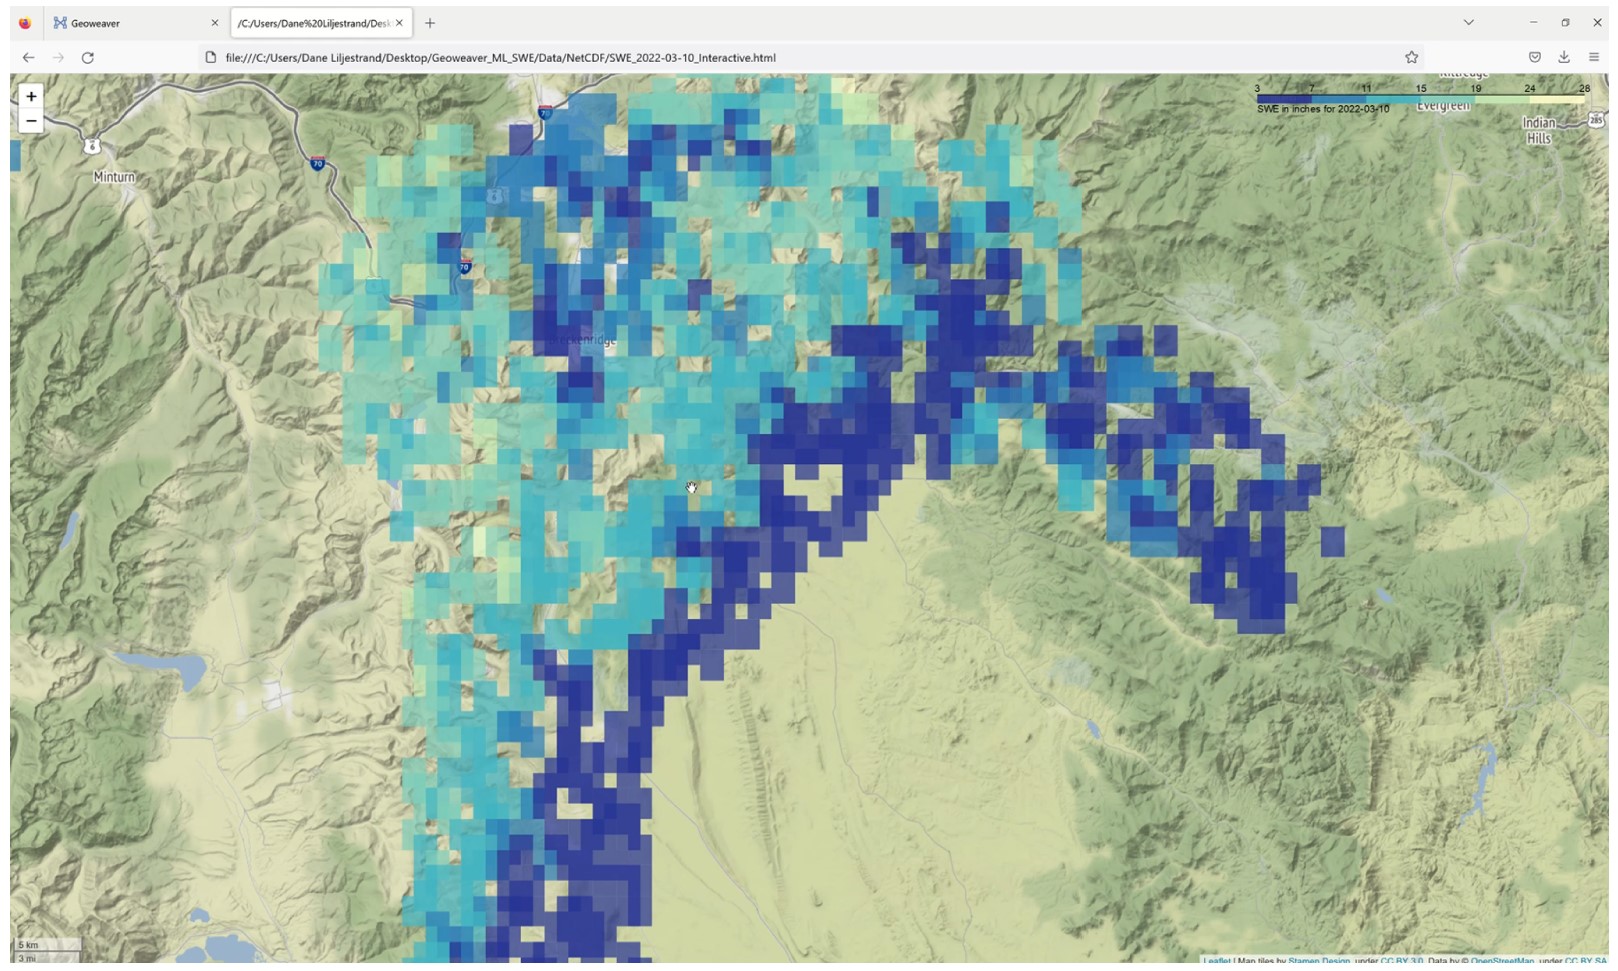 Geoweaver
/C:/Users/Dane%20Liljestrand/Desk
file:///C:/Users/Dane Liljestrand/Desktop/Geoweaver_ML_SWE/Data/NetCDF/SWE_2022-03-10_Interactive.html
+
−
Kittredge
3 7 11 15 19 24 28
SWE in inches for 2022-03-10
Evergreen
Indian
Hills
285
6
Minturn
70
6
70
Breckenridge
5 km
3 mi
Leaflet | Map tiles by Stamen Design, under CC BY 3.0. Data by © OpenStreetMap, under CC BY SA